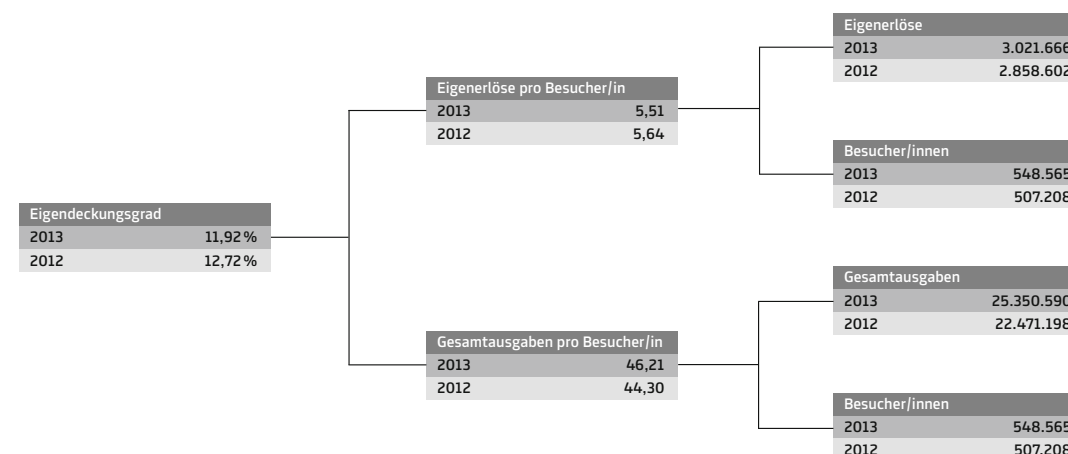 Eigenerlöse
2013 3.021.666
2012 2.858.602
Eigenerlöse pro Besucher/in
2013 5,51
2012 5,64
Besucher/innen
2013 548.565
2012 507.208
Eigendeckungsgrad
2013 11,92 %
2012 12,72 %
Gesamtausgaben
2013 25.350.590
2012 22.471.198
Gesamtausgaben pro Besucher/in
2013 46,21
2012 44,30
Besucher/innen
2013 548.565
2012 507.208